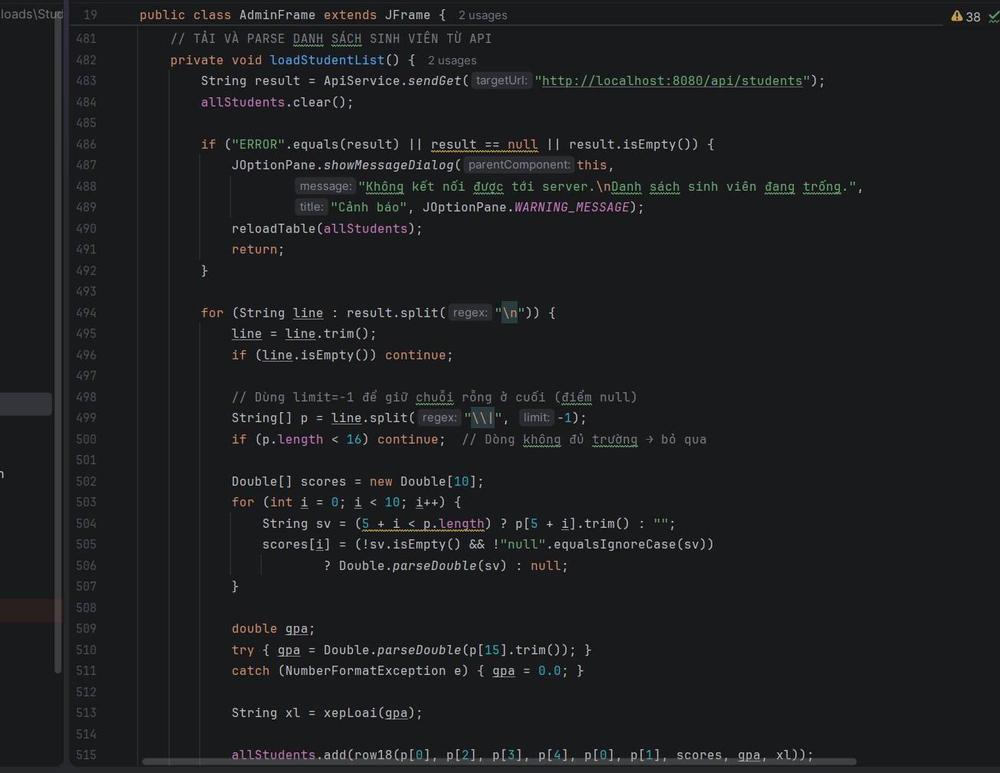 loads\Stud
19 public class AdminFrame extends JFrame { 2 usages
38
481 // TẢI VÀ PARSE DANH SÁCH SINH VIÊN TỪ API
482 private void loadStudentList() { 2 usages
483 String result = ApiService.sendGet( targetUrl: "http://localhost:8080/api/students");
484 allStudents.clear();
485
486 if ("ERROR".equals(result) || result == null || result.isEmpty()) {
487 JOptionPane.showMessageDialog( parentComponent: this,
488 message: "Không kết nối được tới server.\nDanh sách sinh viên đang trống.",
489 title: "Cảnh báo", JOptionPane.WARNING_MESSAGE);
490 reloadTable(allStudents);
491 return;
492 }
493
494 for (String line : result.split( regex: "\n")) {
495 line = line.trim();
496 if (line.isEmpty()) continue;
497
498 // Dùng limit=-1 để giữ chuỗi rỗng ở cuối (điểm null)
499 String[] p = line.split( regex: "\\|", limit: -1);
500 if (p.length < 16) continue; // Dòng không đủ trường → bỏ qua
501
502 Double[] scores = new Double[10];
503 for (int i = 0; i < 10; i++) {
504 String sv = (5 + i < p.length) ? p[5 + i].trim() : "";
505 scores[i] = (!sv.isEmpty() && !"null".equalsIgnoreCase(sv))
506 ? Double.parseDouble(sv) : null;
507 }
508
509 double gpa;
510 try { gpa = Double.parseDouble(p[15].trim()); }
511 catch (NumberFormatException e) { gpa = 0.0; }
512
513 String xl = xepLoai(gpa);
514
515 allStudents.add(row18(p[0], p[2], p[3], p[4], p[0], p[1], scores, gpa, xl));